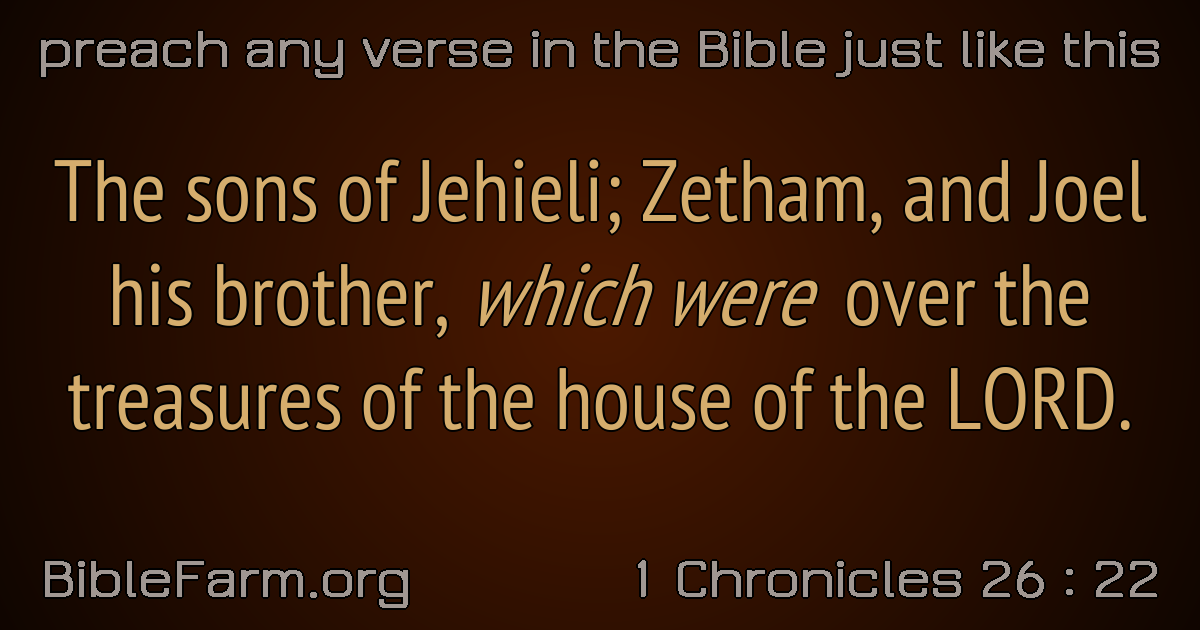 preach any verse in the Bible just like this
The sons of Jehieli; Zetham, and Joel
his brother, which were over the
treasures of the house of the LORD.
BibleFarm.org
1 Chronicles 26 : 22